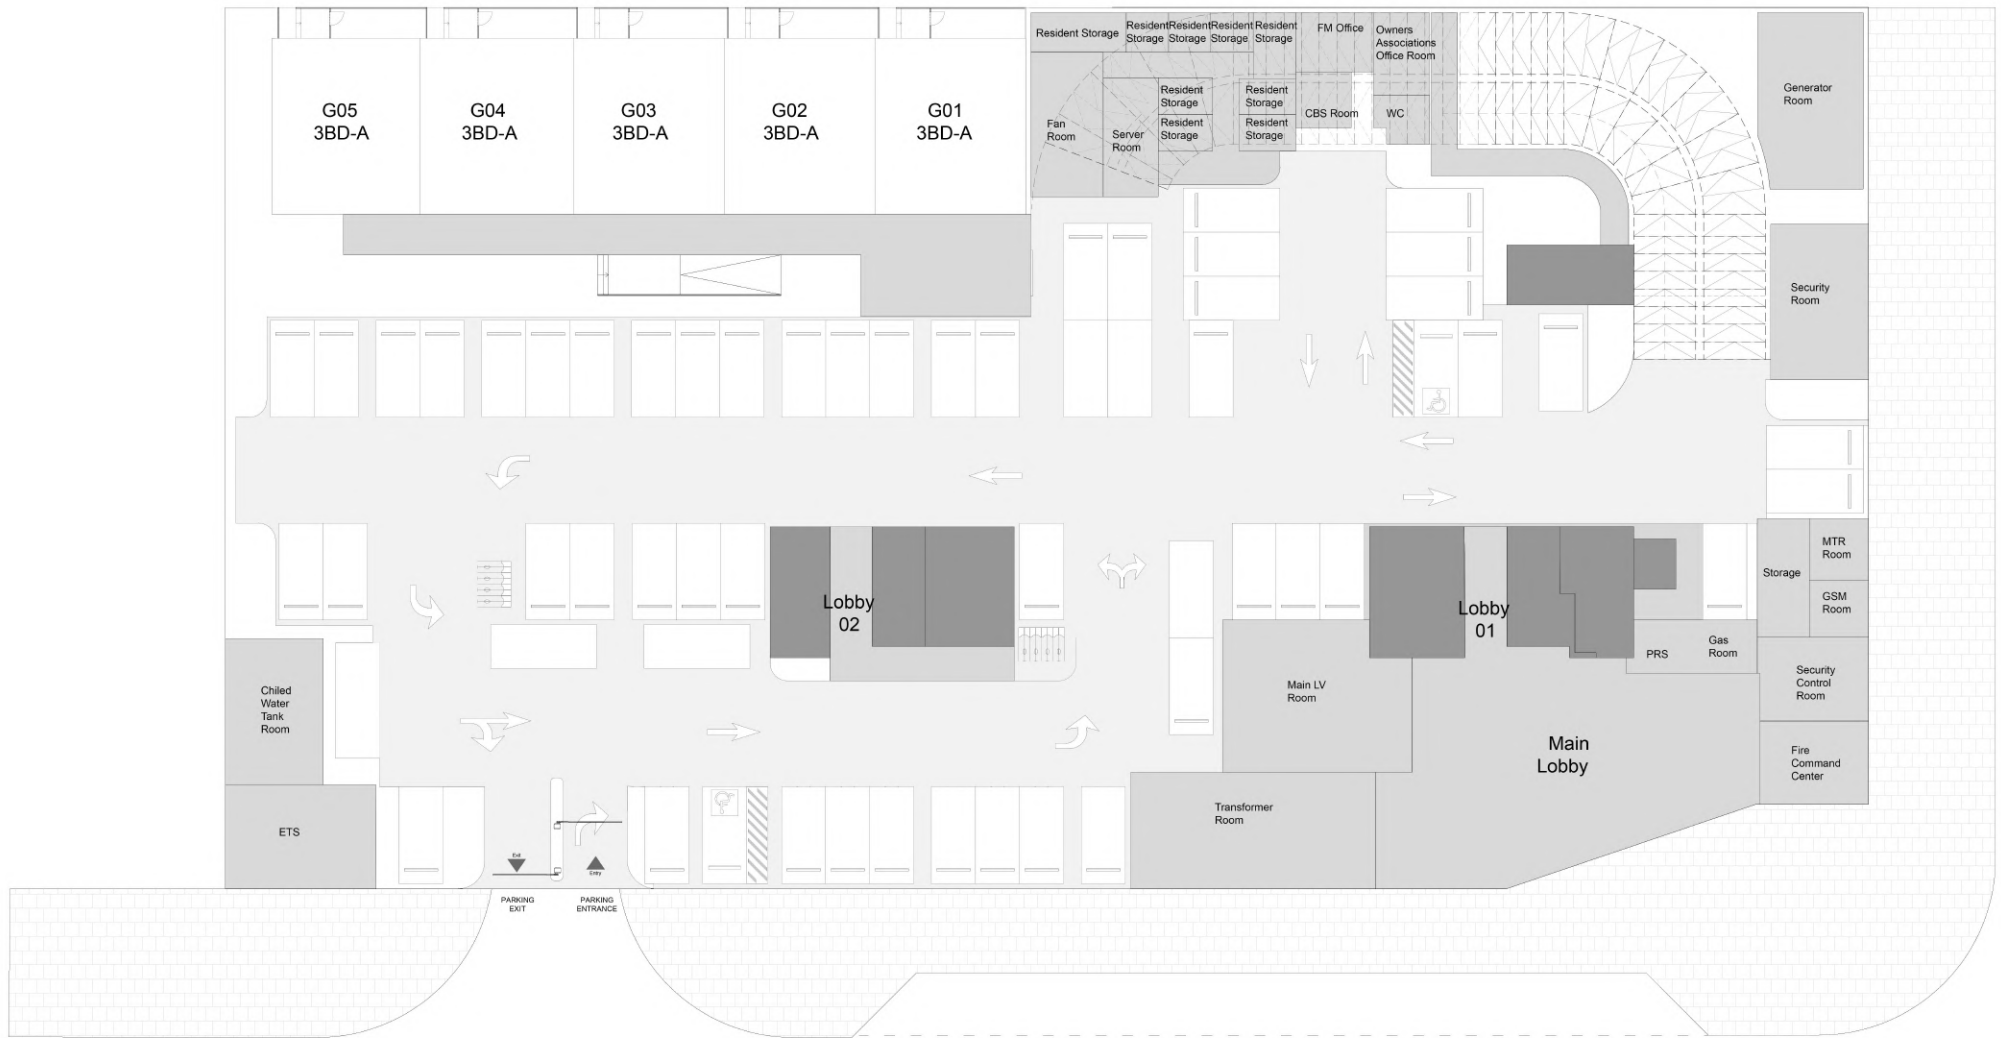 Resident Storage
Resident
Storage
Resident
Storage
Resident
Storage
Resident
Storage
FM Office
Owners
Associations
Office Room
G05
3BD-A
G04
3BD-A
G03
3BD-A
G02
3BD-A
G01
3BD-A
Fan
Room
Server
Room
Resident
Storage
Resident
Storage
Resident
Storage
Resident
Storage
CBS Room
WC
Generator
Room
Security
Room
Lobby
02
Lobby
01
Storage
MTR
Room
GSM
Room
PRS
Gas
Room
Chiled
Water
Tank
Room
Main LV
Room
Security
Control
Room
Main
Lobby
Fire
Command
Center
ETS
Transformer
Room
Exit
Entry
PARKING
EXIT
PARKING
ENTRANCE